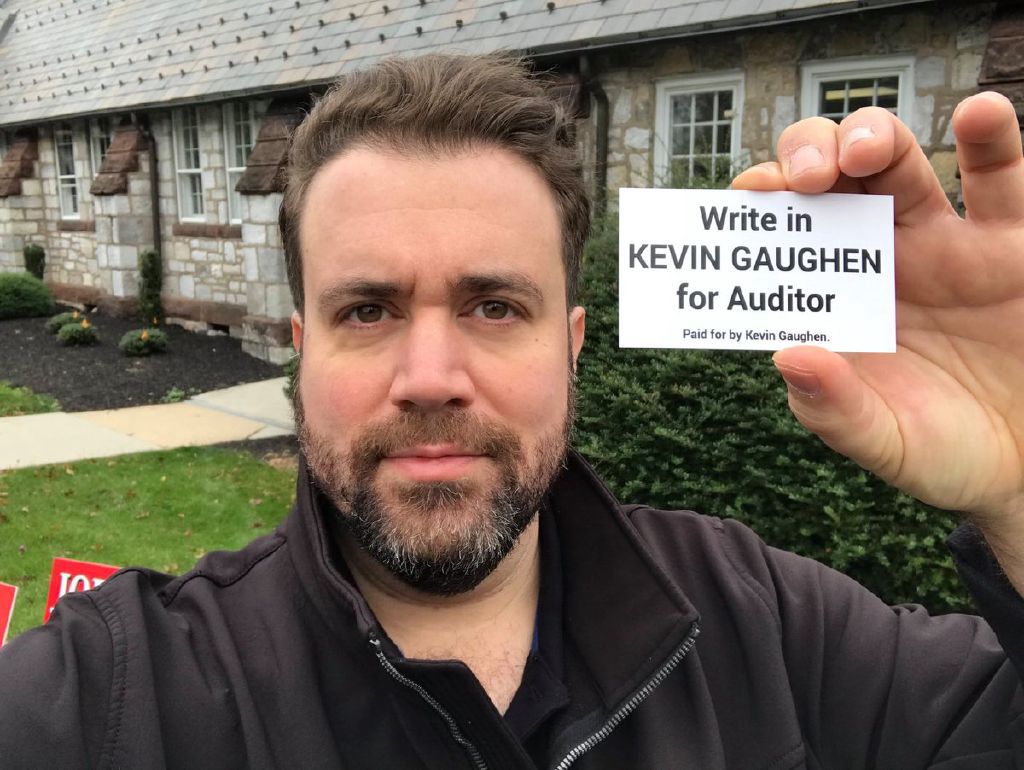 Write in
KEVIN GAUGHEN
for Auditor
Paid for by Kevin Gaughen.